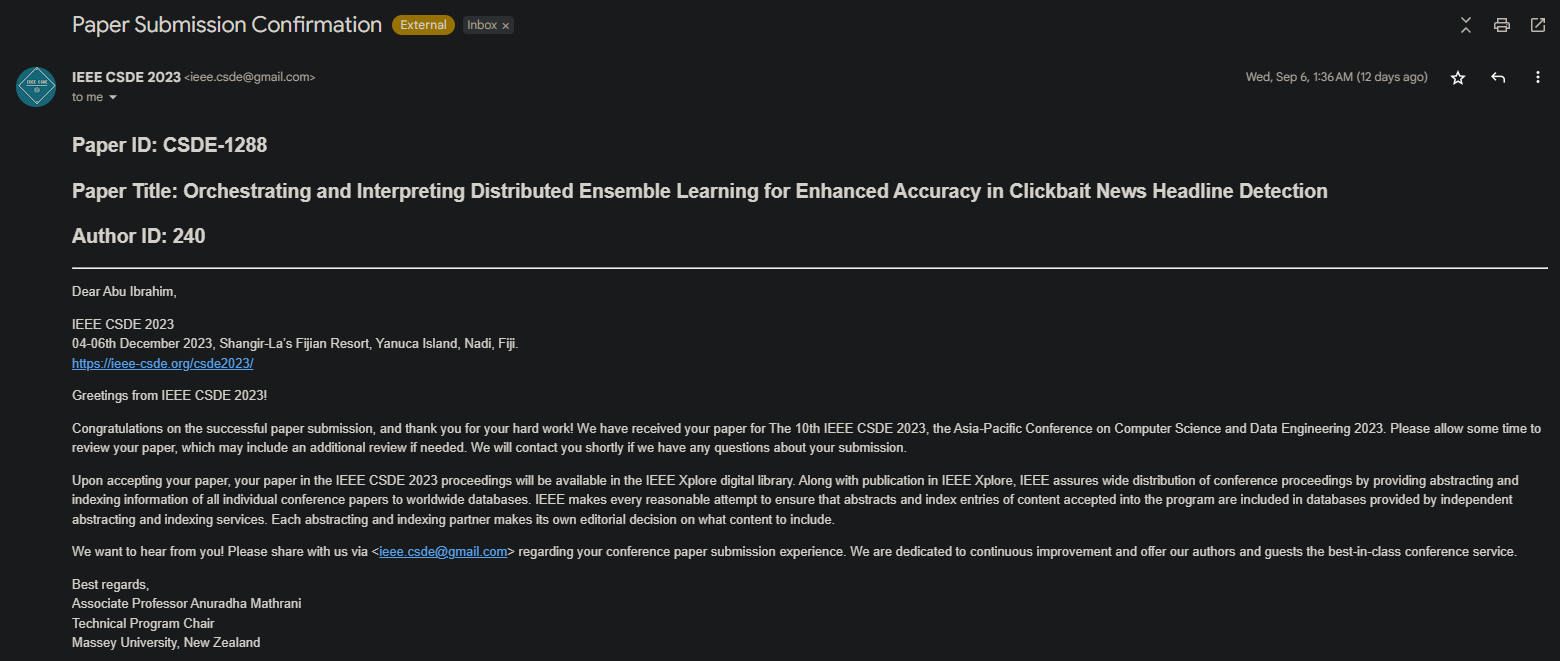 Paper Submission Confirmation External Inbox ×
IEEE CSDE 2023 <ieee.csde@gmail.com> Wed, Sep 6, 1:36 AM (12 days ago)
to me
IEEE CSDE
Paper ID: CSDE-1288
Paper Title: Orchestrating and Interpreting Distributed Ensemble Learning for Enhanced Accuracy in Clickbait News Headline Detection
Author ID: 240
Dear Abu Ibrahim,
IEEE CSDE 2023
04-06th December 2023, Shangir-La's Fijian Resort, Yanuca Island, Nadi, Fiji.
https://ieee-csde.org/csde2023/
Greetings from IEEE CSDE 2023!
Congratulations on the successful paper submission, and thank you for your hard work! We have received your paper for The 10th IEEE CSDE 2023, the Asia-Pacific Conference on Computer Science and Data Engineering 2023. Please allow some time to
review your paper, which may include an additional review if needed. We will contact you shortly if we have any questions about your submission.
Upon accepting your paper, your paper in the IEEE CSDE 2023 proceedings will be available in the IEEE Xplore digital library. Along with publication in IEEE Xplore, IEEE assures wide distribution of conference proceedings by providing abstracting and
indexing information of all individual conference papers to worldwide databases. IEEE makes every reasonable attempt to ensure that abstracts and index entries of content accepted into the program are included in databases provided by independent
abstracting and indexing services. Each abstracting and indexing partner makes its own editorial decision on what content to include.
We want to hear from you! Please share with us via <ieee.csde@gmail.com> regarding your conference paper submission experience. We are dedicated to continuous improvement and offer our authors and guests the best-in-class conference service.
Best regards,
Associate Professor Anuradha Mathrani
Technical Program Chair
Massey University, New Zealand